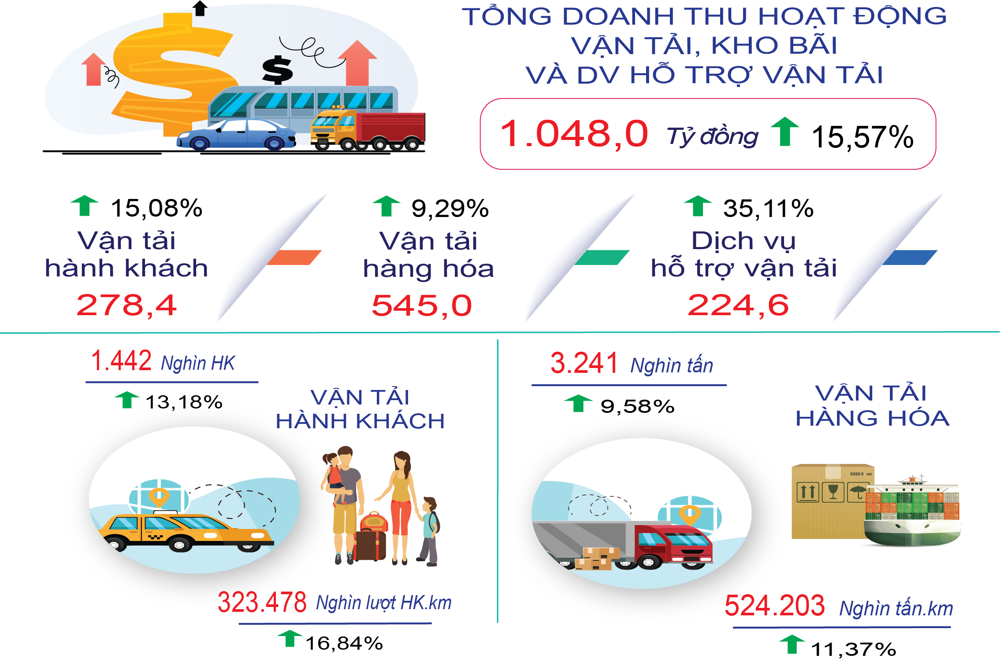 TỔNG DOANH THU HOẠT ĐỘNG
VẬN TẢI, KHO BÃI
VÀ DV HỖ TRỢ VẬN TẢI
1.048,0 Tỷ đồng 15,57%
15,08%
Vận tải
hành khách
278,4
9,29%
Vận tải
hàng hóa
545,0
35,11%
Dịch vụ
hỗ trợ vận tải
224,6
1.442 Nghìn HK
13,18%
VẬN TẢI
HÀNH KHÁCH
323.478 Nghìn lượt HK.km
16,84%
3.241 Nghìn tấn
9,58%
VẬN TẢI
HÀNG HÓA
524.203 Nghìn tấn.km
11,37%